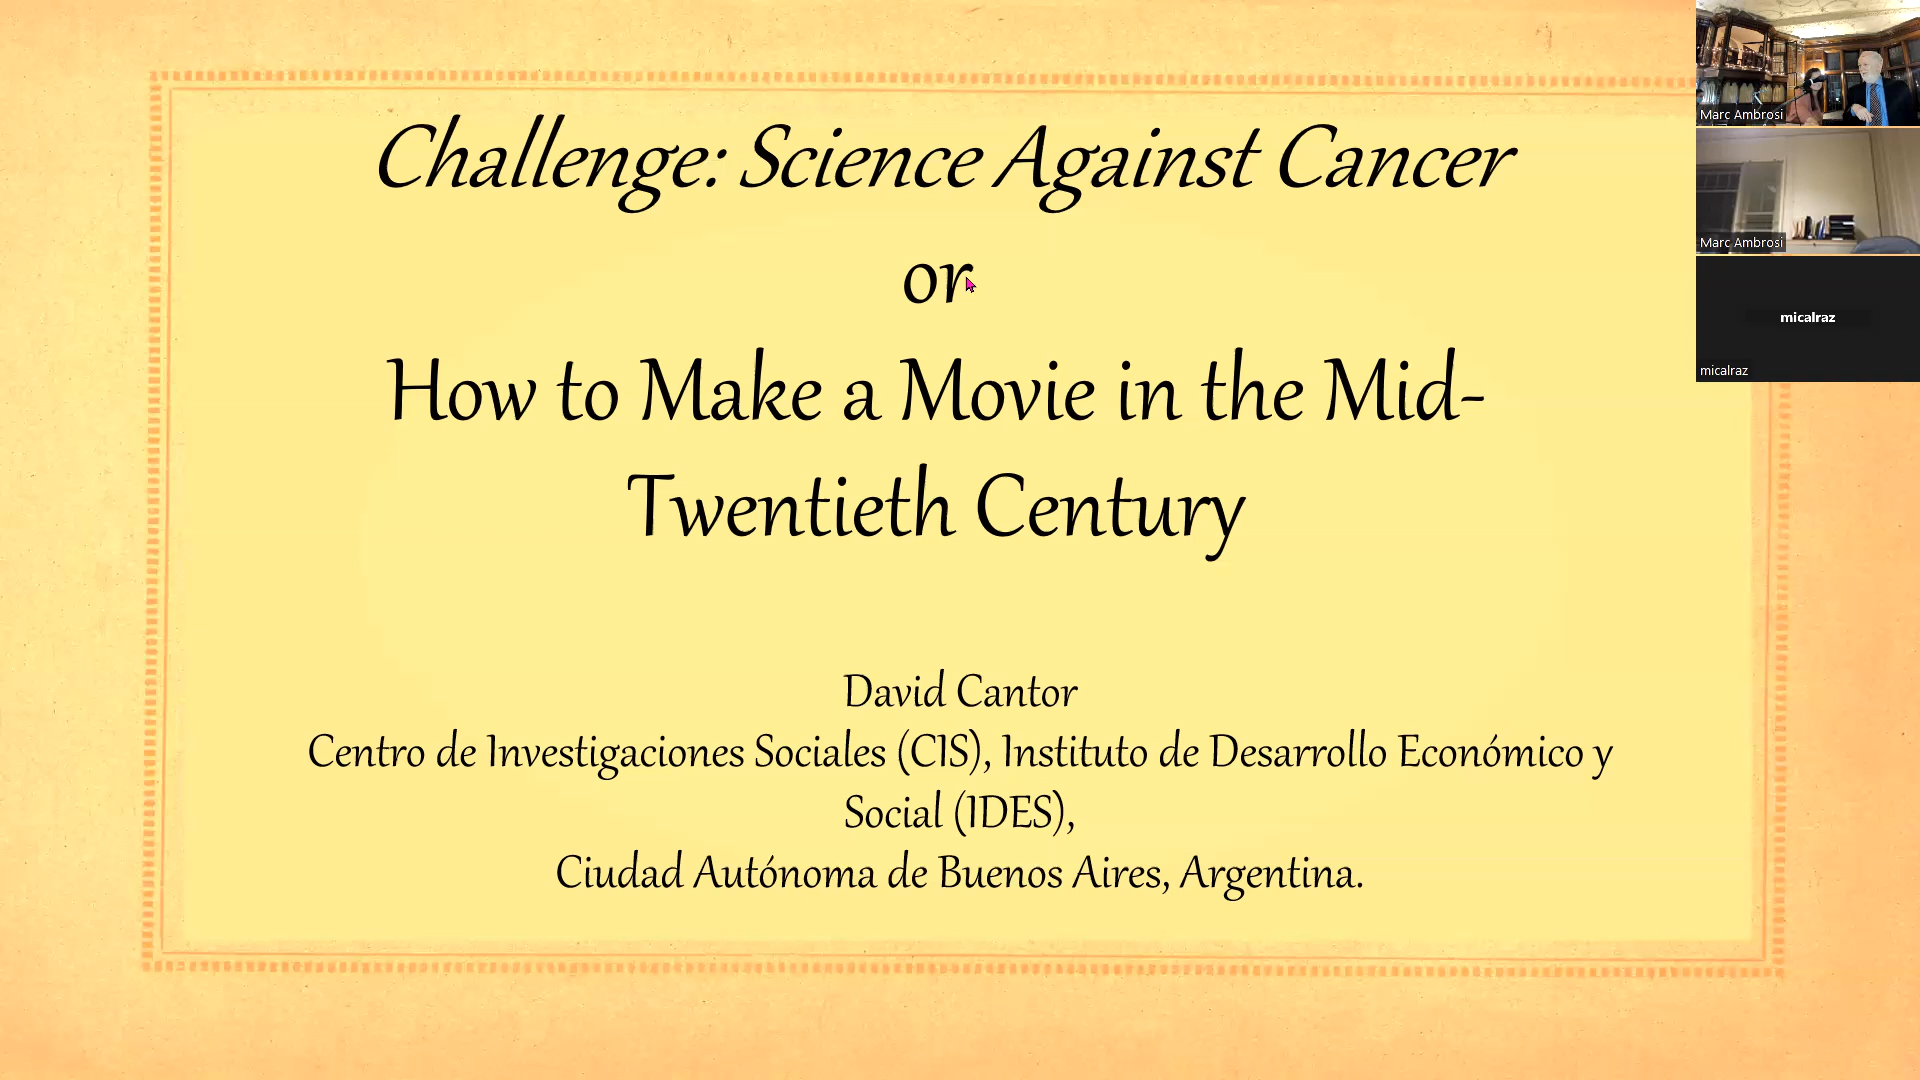 Challenge: Science Against Cancer
or
How to Make a Movie in the Mid-
Twentieth Century
David Cantor
Centro de Investigaciones Sociales (CIS), Instituto de Desarrollo Económico y
Social (IDES),
Ciudad Autónoma de Buenos Aires, Argentina.
Marc Ambrosi
Marc Ambrosi
micalraz
micalraz